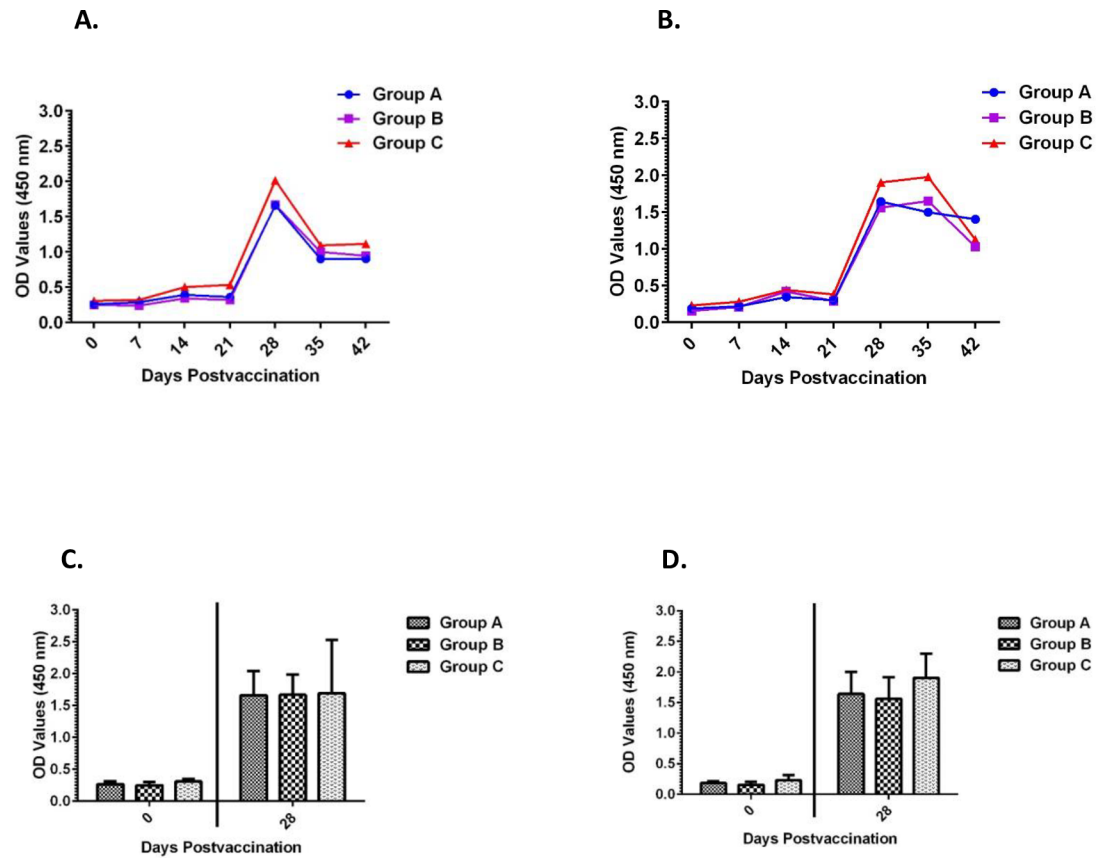 A.
Group A
Group B
Group C
3.0
2.5
2.0
1.5
1.0
0.5
0.0
OD Values (450 nm)
0 7 14 21 28 35 42
Days Postvaccination
B.
Group A
Group B
Group C
3.0
2.5
2.0
1.5
1.0
0.5
0.0
OD Values (450 nm)
0 7 14 21 28 35 42
Days Postvaccination
C.
Group A
Group B
Group C
3.0
2.5
2.0
1.5
1.0
0.5
0.0
OD Values (450 nm)
0 28
Days Postvaccination
D.
Group A
Group B
Group C
3.0
2.5
2.0
1.5
1.0
0.5
0.0
OD Values (450 nm)
0 28
Days Postvaccination